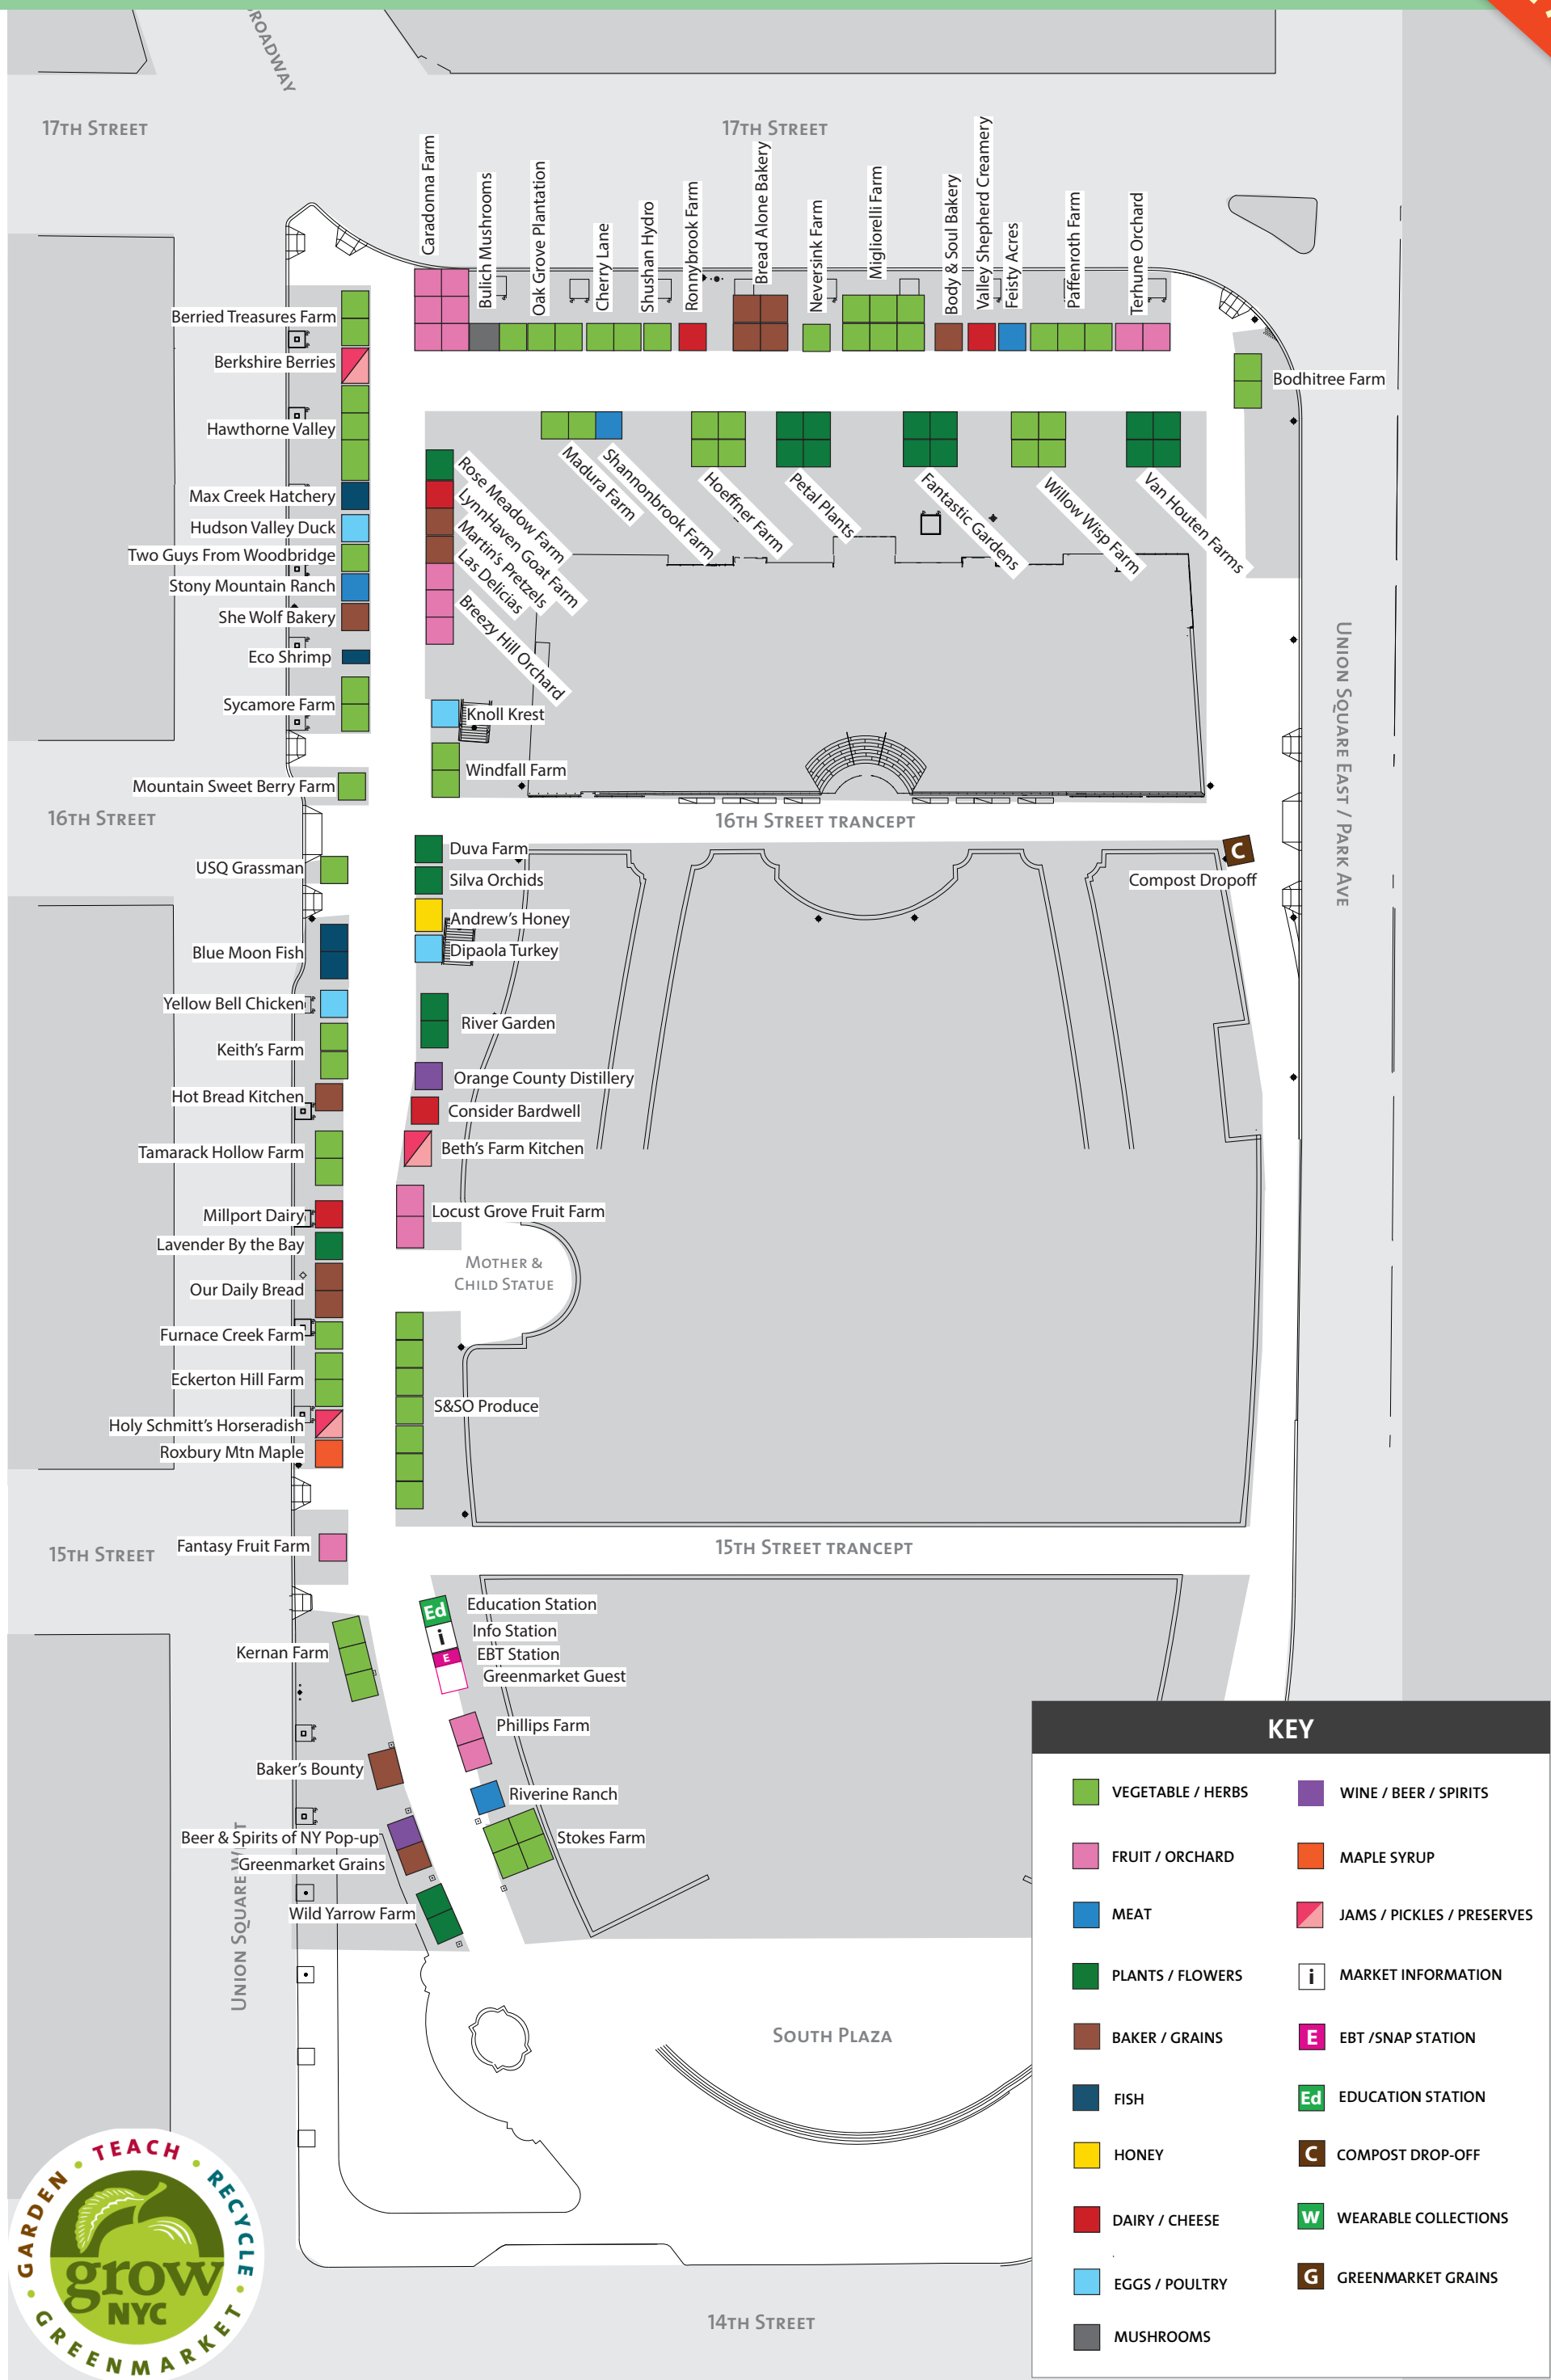 BROADWAY
17TH STREET
17TH STREET
Caradonna Farm
Bulich Mushrooms
Oak Grove Plantation
Cherry Lane
Shushan Hydro
Ronnybrook Farm
Bread Alone Bakery
Neversink Farm
Migliorelli Farm
Body & Soul Bakery
Valley Shepherd Creamery
Feisty Acres
Paffenroth Farm
Terhune Orchard
Berried Treasures Farm
Berkshire Berries
Hawthorne Valley
Max Creek Hatchery
Hudson Valley Duck
Two Guys From Woodbridge
Stony Mountain Ranch
She Wolf Bakery
Eco Shrimp
Sycamore Farm
Mountain Sweet Berry Farm
Bodhitree Farm
Madura Farm
Shannonbrook Farm
Hoeffner Farm
Petal Plants
Fantastic Gardens
Willow Wisp Farm
Van Houten Farms
Rose Meadow Farm
LynnHaven Goat Farm
Martin's Pretzels
Las Delicias
Breezy Hill Orchard
Knoll Krest
Windfall Farm
UNION SQUARE EAST / PARK AVE
16TH STREET
16TH STREET TRANCEPT
USQ Grassman
Blue Moon Fish
Yellow Bell Chicken
Keith's Farm
Hot Bread Kitchen
Tamarack Hollow Farm
Millport Dairy
Lavender By the Bay
Our Daily Bread
Furnace Creek Farm
Eckerton Hill Farm
Holy Schmitt's Horseradish
Roxbury Mtn Maple
Duva Farm
Silva Orchids
Andrew's Honey
Dipaola Turkey
River Garden
Orange County Distillery
Consider Bardwell
Beth's Farm Kitchen
Locust Grove Fruit Farm
MOTHER &
CHILD STATUE
S&SO Produce
C
Compost Dropoff
15TH STREET
Fantasy Fruit Farm
15TH STREET TRANCEPT
Ed
Education Station
i
Info Station
E
EBT Station
Greenmarket Guest
Kernan Farm
Phillips Farm
Baker's Bounty
Riverine Ranch
Beer & Spirits of NY Pop-up
Stokes Farm
Greenmarket Grains
Wild Yarrow Farm
UNION SQUARE WEST
SOUTH PLAZA
14TH STREET
KEY
VEGETABLE / HERBS
FRUIT / ORCHARD
MEAT
PLANTS / FLOWERS
BAKER / GRAINS
FISH
HONEY
DAIRY / CHEESE
EGGS / POULTRY
MUSHROOMS
WINE / BEER / SPIRITS
MAPLE SYRUP
JAMS / PICKLES / PRESERVES
i MARKET INFORMATION
E EBT /SNAP STATION
Ed EDUCATION STATION
C COMPOST DROP-OFF
W WEARABLE COLLECTIONS
G GREENMARKET GRAINS
GARDEN • TEACH • RECYCLE • GREENMARKET •
grow
NYC